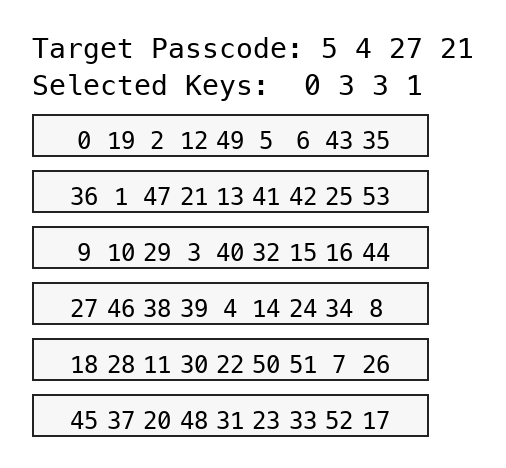 Target Passcode: 5 4 27 21
Selected Keys: 0 3 3 1
0 19 2 12 49 5 6 43 35
36 1 47 21 13 41 42 25 53
9 10 29 3 40 32 15 16 44
27 46 38 39 4 14 24 34 8
18 28 11 30 22 50 51 7 26
45 37 20 48 31 23 33 52 17